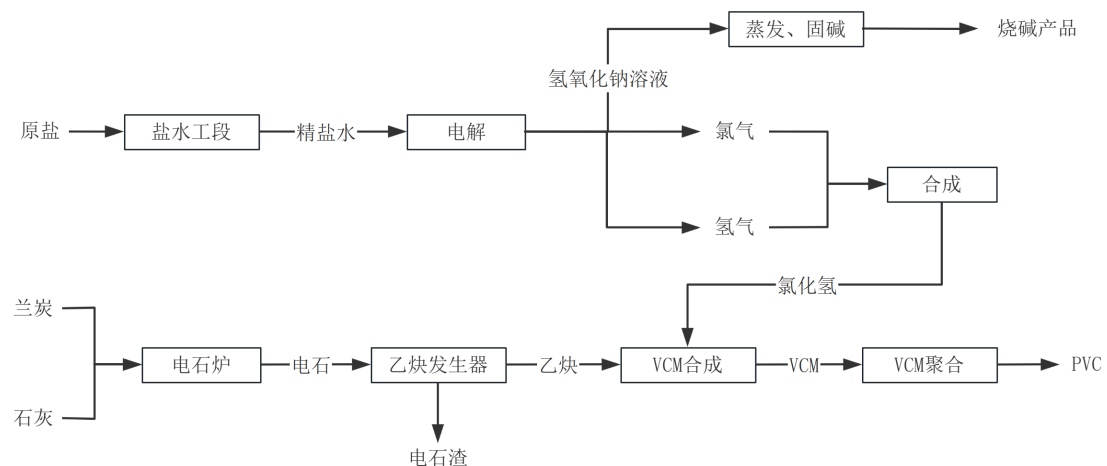 蒸发、固碱
烧碱产品
氢氧化钠溶液
原盐
盐水工段
精盐水
电解
氯气
合成
氢气
氯化氢
兰炭
电石炉
电石
乙炔发生器
乙炔
VCM合成
VCM
VCM聚合
PVC
石灰
电石渣